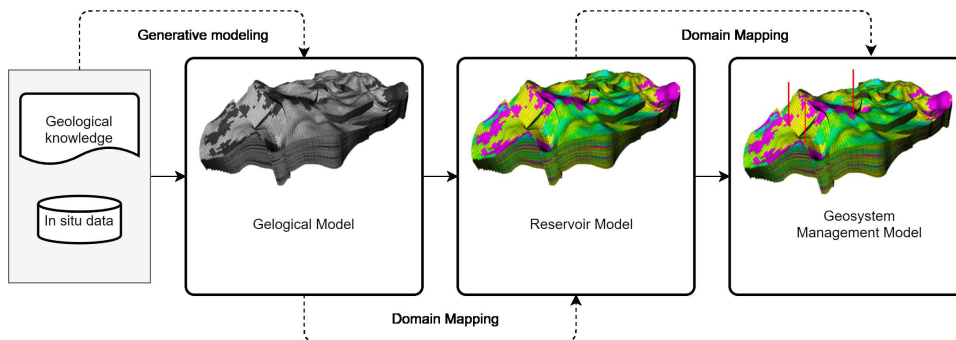 Generative modeling
Domain Mapping
Geological
knowledge
In situ data
Gelogical Model
Reservoir Model
Geosystem
Management Model
Domain Mapping